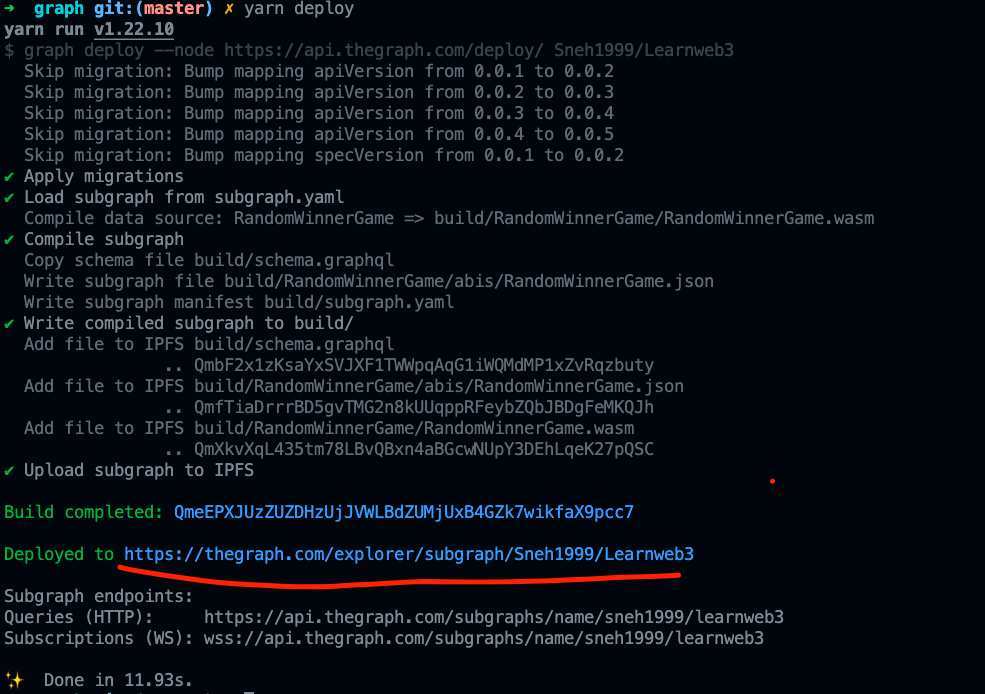 → graph git:(master) ✗ yarn deploy
yarn run v1.22.10
$ graph deploy --node https://api.thegraph.com/deploy/ Sneh1999/Learnweb3
Skip migration: Bump mapping apiVersion from 0.0.1 to 0.0.2
Skip migration: Bump mapping apiVersion from 0.0.2 to 0.0.3
Skip migration: Bump mapping apiVersion from 0.0.3 to 0.0.4
Skip migration: Bump mapping apiVersion from 0.0.4 to 0.0.5
Skip migration: Bump mapping specVersion from 0.0.1 to 0.0.2
✔ Apply migrations
✔ Load subgraph from subgraph.yaml
Compile data source: RandomWinnerGame => build/RandomWinnerGame/RandomWinnerGame.wasm
✔ Compile subgraph
Copy schema file build/schema.graphql
Write subgraph file build/RandomWinnerGame/abis/RandomWinnerGame.json
Write subgraph manifest build/subgraph.yaml
✔ Write compiled subgraph to build/
Add file to IPFS build/schema.graphql
.. QmbF2x1zKsaYxSVJXF1TWWpqAqG1iWQMdMP1xZvRqzbuty
Add file to IPFS build/RandomWinnerGame/abis/RandomWinnerGame.json
.. QmfTiaDrrrBD5gvTMG2n8kUUqppRFeybZQbJBDgFeMKQJh
Add file to IPFS build/RandomWinnerGame/RandomWinnerGame.wasm
.. QmXkvXqL435tm78LBvQBxn4aBGcwNUpY3DEhLqeK27pQSC
✔ Upload subgraph to IPFS
Build completed: QmeEPXJUzZUZDHzUjJVWLBdZUMjUxB4GZk7wikfaX9pcc7
Deployed to https://thegraph.com/explorer/subgraph/Sneh1999/Learnweb3
Subgraph endpoints:
Queries (HTTP): https://api.thegraph.com/subgraphs/name/sneh1999/learnweb3
Subscriptions (WS): wss://api.thegraph.com/subgraphs/name/sneh1999/learnweb3
✨ Done in 11.93s.